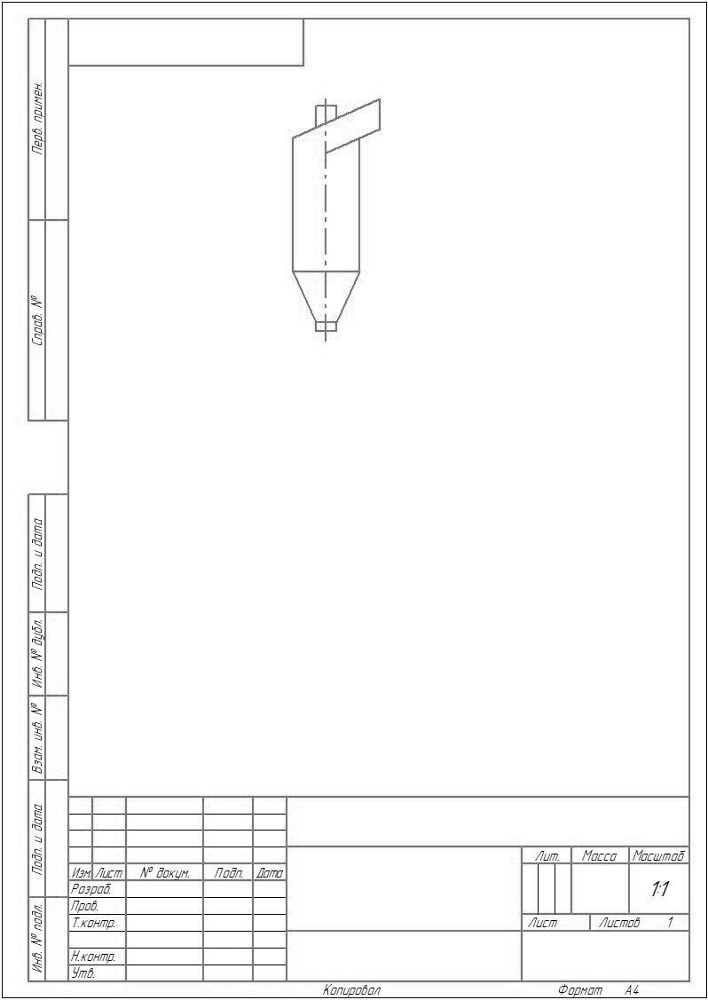 Перв. примен.
Справ. №
Подп. и дата
Инв. № дубл.
Взам. инв. №
Подп. и дата
Инв. № подл.
Изм. Лист № докум. Подп. Дата
Разраб.
Пров.
Т.контр.
Н.контр.
Утв.
Лит. Масса Масштаб
1:1
Лист Листов 1
Копировал Формат А4